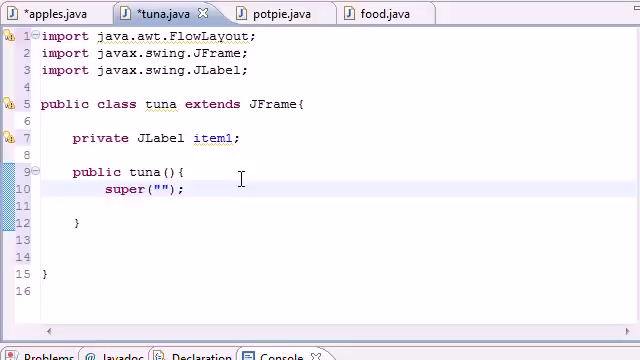 *apples.java *tuna.java potpie.java food.java
1 import java.awt.FlowLayout;
2 import javax.swing.JFrame;
3 import javax.swing.JLabel;
4
5 public class tuna extends JFrame{
6
7 private JLabel item1;
8
9 public tuna(){
10 super("");
11
12 }
13
14
15 }
16
Problems @ Javadoc Declaration Console